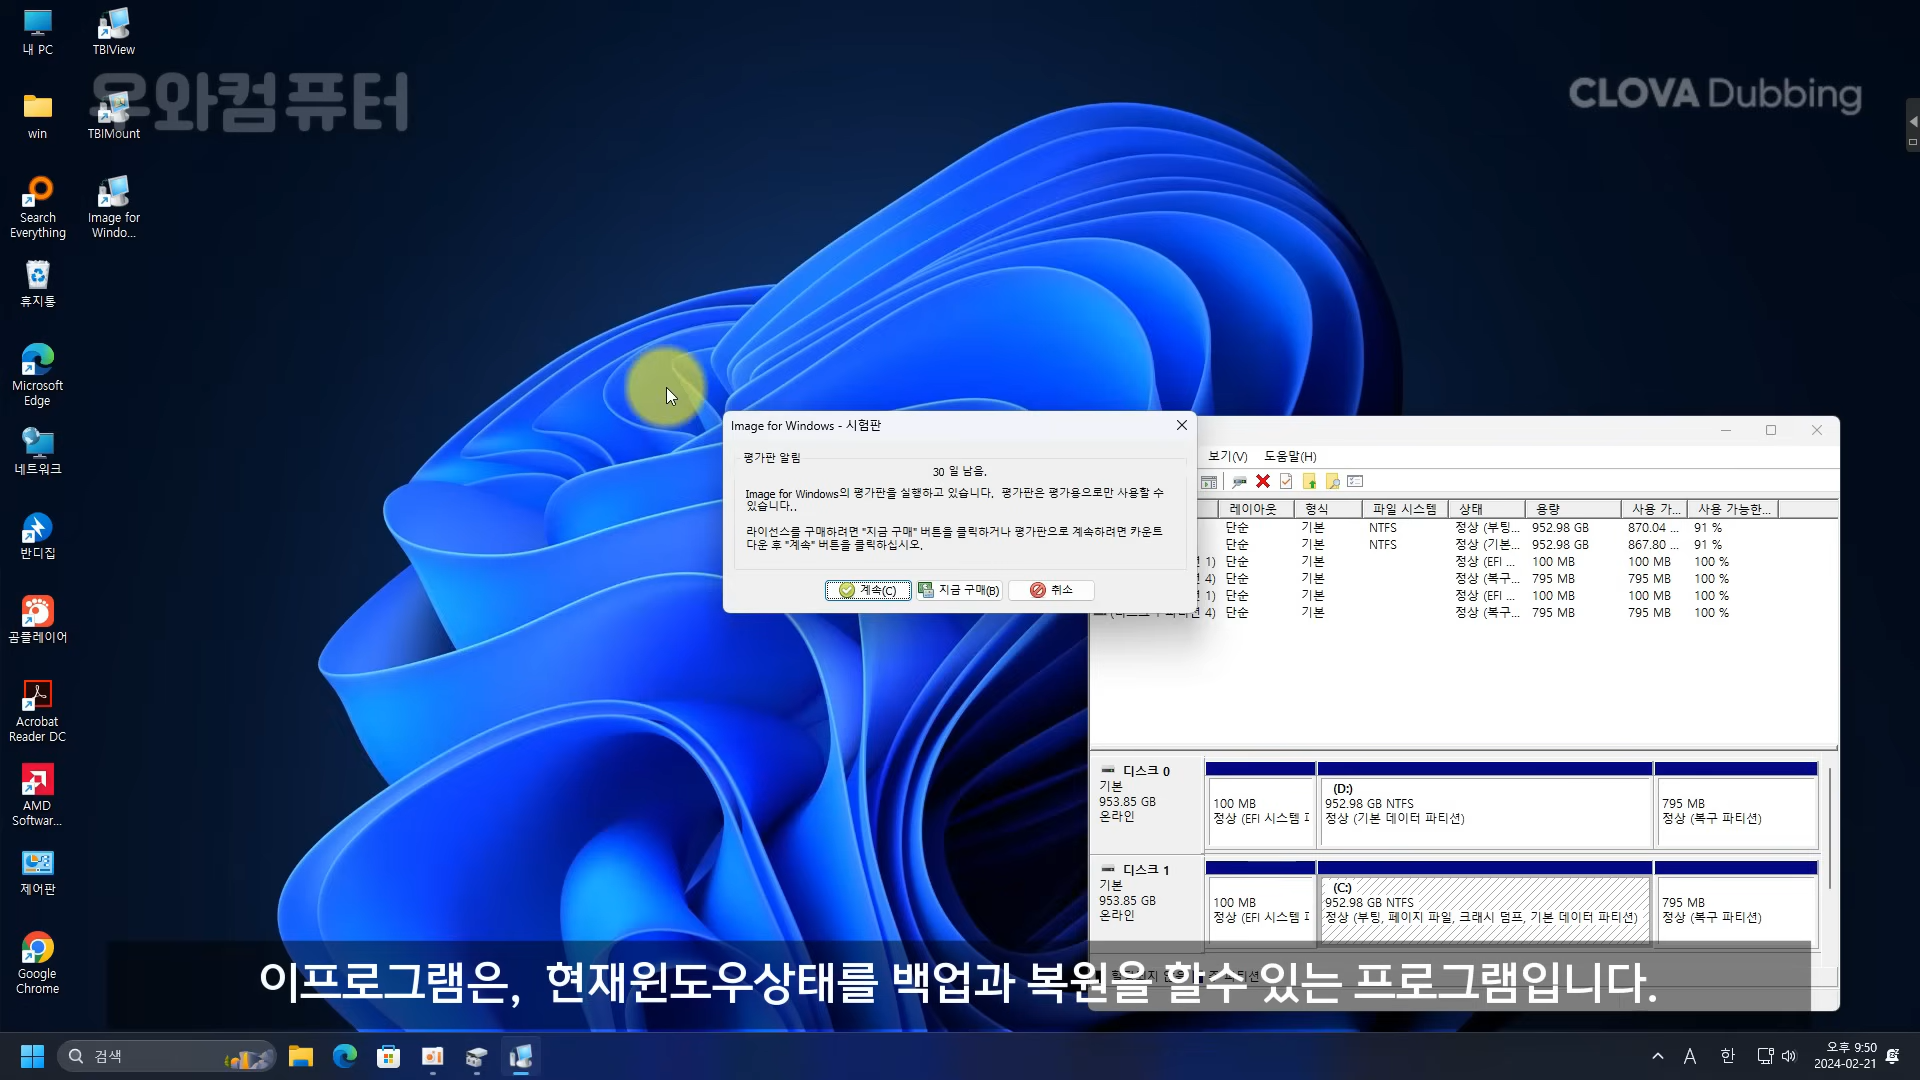 내 PC
TBIView
우와컴퓨터
CLOVA Dubbing
win
TBIMount
Search
Everything
Image for
Windo...
휴지통
Microsoft
Edge
네트워크
반디집
곰플레이어
Acrobat
Reader DC
AMD
Softwar...
제어판
Google
Chrome
Image for Windows - 시험판
평가판 알림
30 일 남음.
Image for Windows의 평가판을 실행하고 있습니다. 평가판은 평가용으로만 사용할 수
있습니다..
라이선스를 구매하려면 "지금 구매" 버튼을 클릭하거나 평가판으로 계속하려면 카운트
다운 후 "계속" 버튼을 클릭하십시오.
계속(C) 지금 구매(B) 취소
보기(V) 도움말(H)
레이아웃 형식 파일 시스템 상태 용량 사용 가... 사용 가능한...
단순 기본 NTFS 정상 (부팅... 952.98 GB 870.04 ... 91 %
단순 기본 NTFS 정상 (기본... 952.98 GB 867.80 ... 91 %
1) 단순 기본 정상 (EFI ... 100 MB 100 MB 100 %
4) 단순 기본 정상 (복구... 795 MB 795 MB 100 %
1) 단순 기본 정상 (EFI ... 100 MB 100 MB 100 %
4) 단순 기본 정상 (복구... 795 MB 795 MB 100 %
디스크 0
기본
953.85 GB
온라인
100 MB
정상 (EFI 시스템
(D:)
952.98 GB NTFS
정상 (기본 데이터 파티션)
795 MB
정상 (복구 파티션)
디스크 1
기본
953.85 GB
온라인
100 MB
정상 (EFI 시스템
(C:)
952.98 GB NTFS
정상 (부팅, 페이지 파일, 크래시 덤프, 기본 데이터 파티션)
795 MB
정상 (복구 파티션)
이프로그램은, 현재윈도우상태를 백업과 복원을 할수 있는 프로그램입니다.
검색
A 한
오후 9:50
2024-02-21